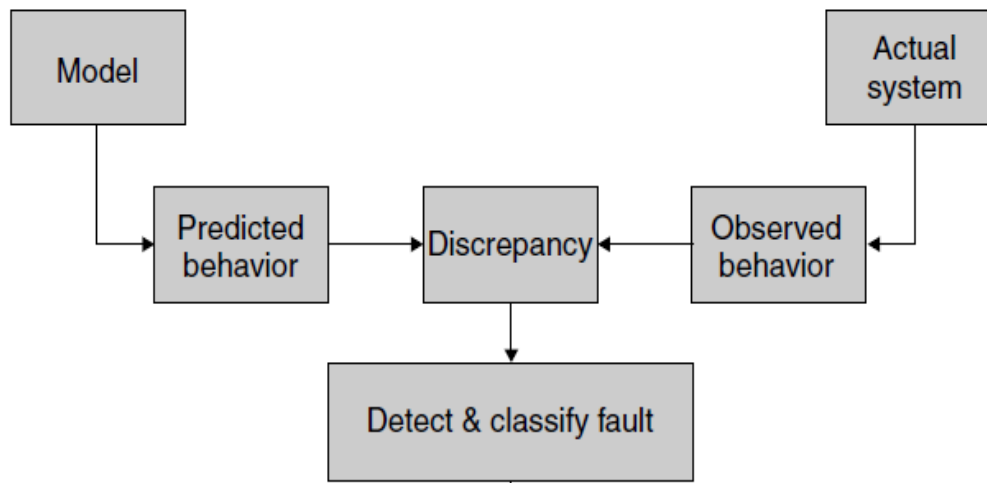 Model
Actual
system
Predicted
behavior
Discrepancy
Observed
behavior
Detect & classify fault